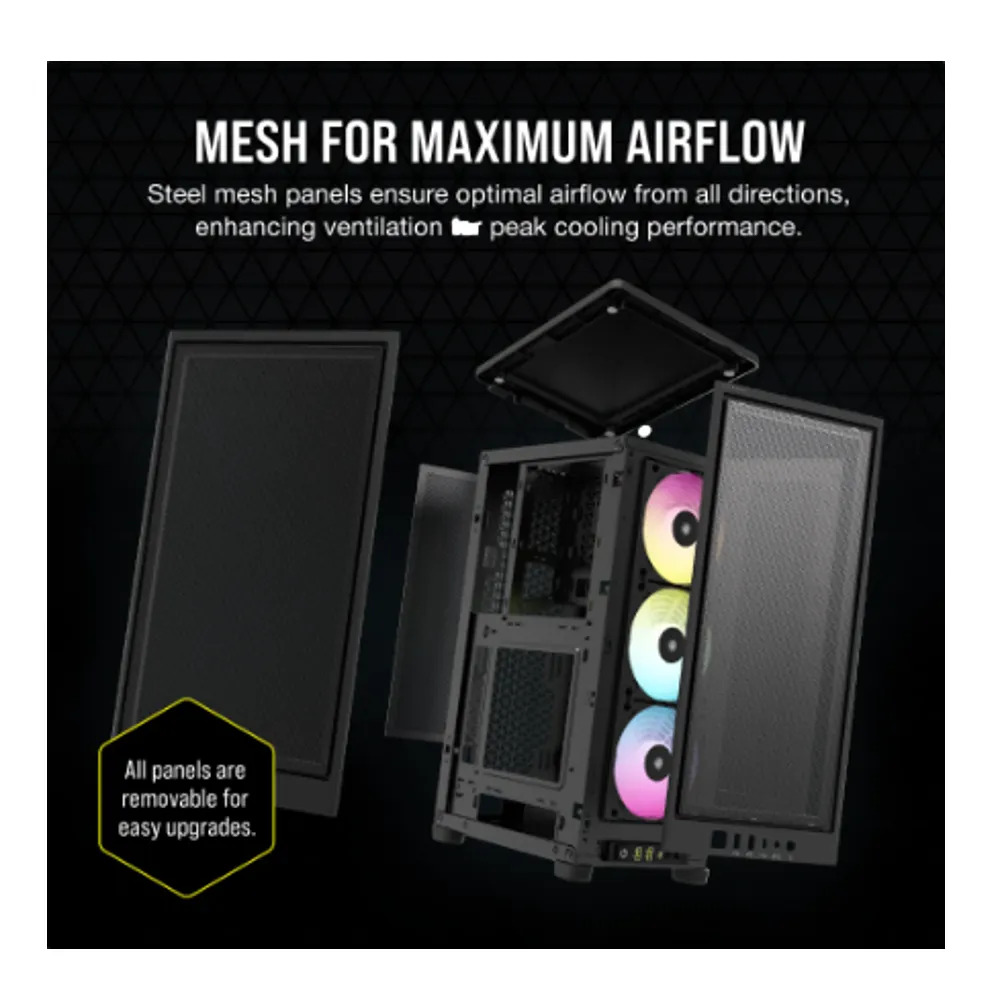 MESH FOR MAXIMUM AIRFLOW
Steel mesh panels ensure optimal airflow from all directions,
enhancing ventilation peak cooling performance.
All panels are
removable for
easy upgrades.